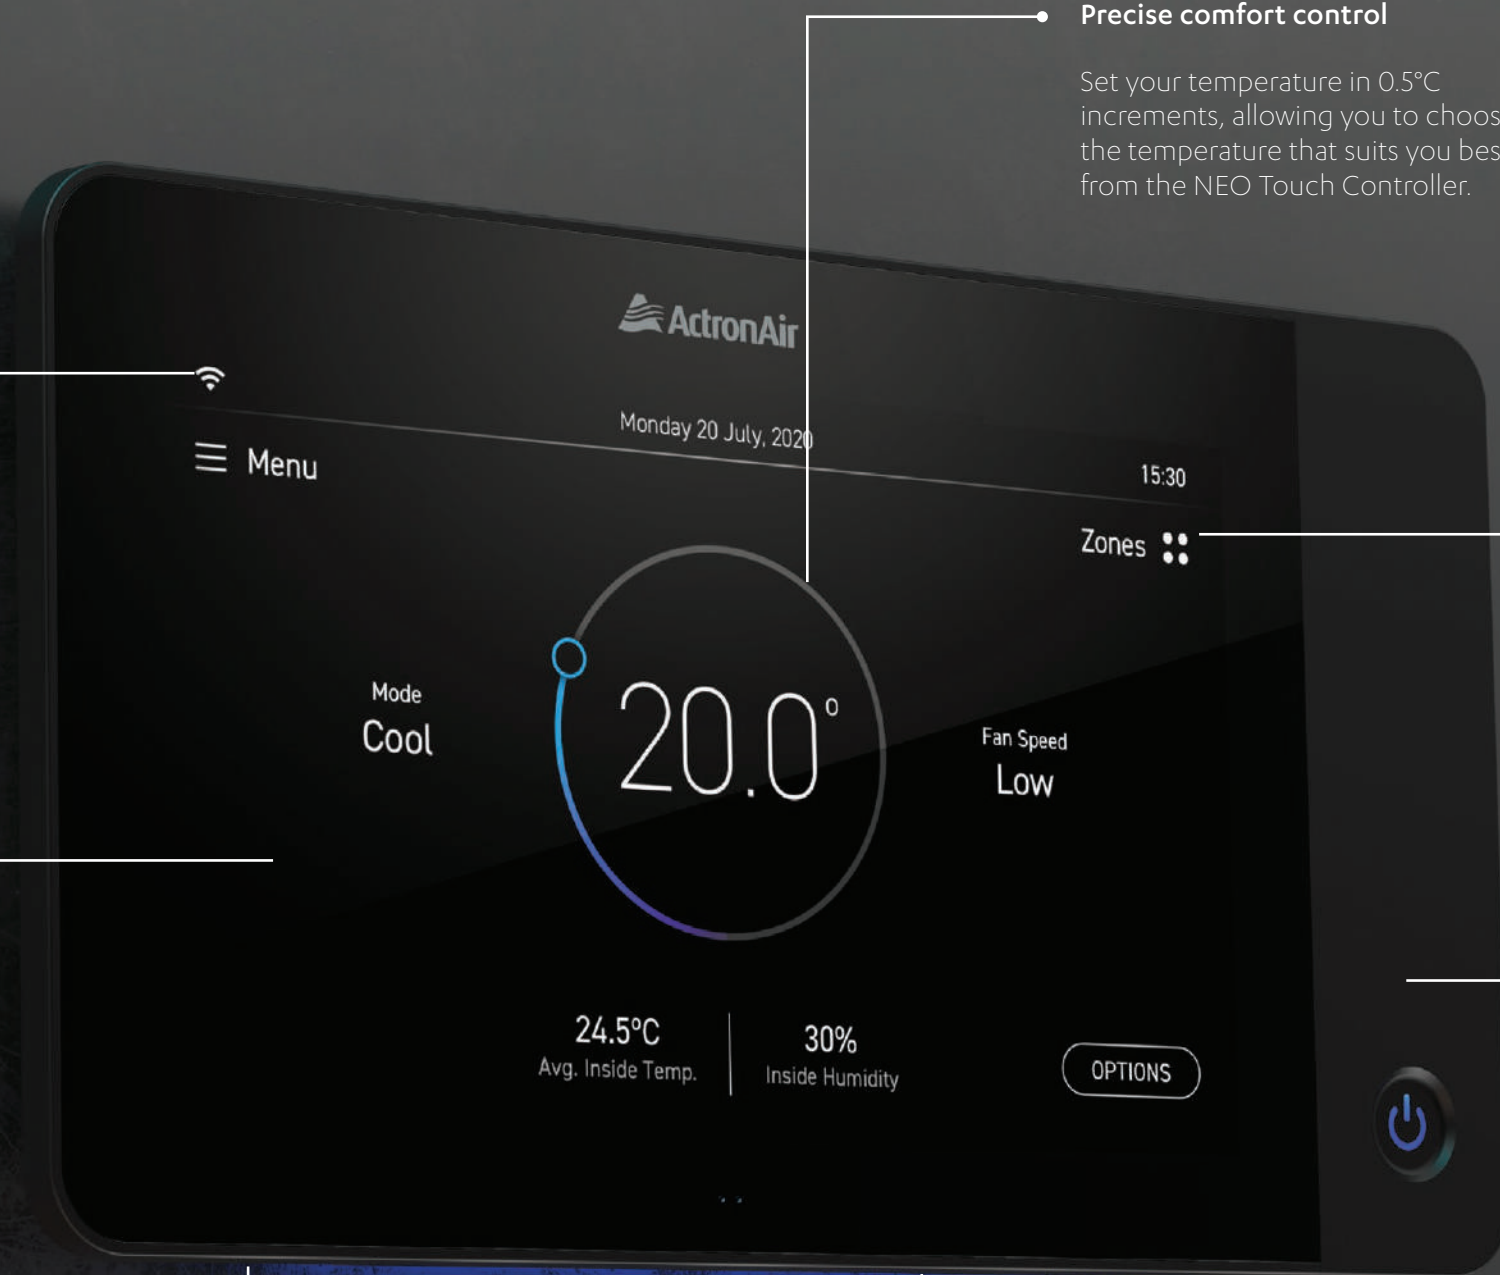 Precise comfort control
Set your temperature in 0.5°C
increments, allowing you to
the temperature that suits you
from the NEO Touch Controller.
ActronAir
Monday 20 July, 2020
15:30
Menu
Zones
Mode
Cool
20.0°
Fan Speed
Low
24.5°C
Avg. Inside Temp.
30%
Inside Humidity
OPTIONS